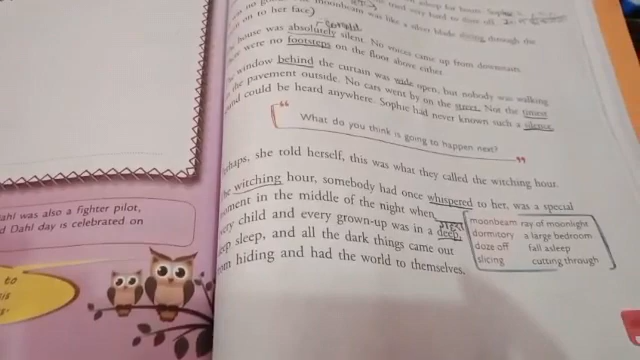 moonbeam was like a silver blade slicing through the
on to her face)
house was absolutely silent. No voices came up from downstairs.
were no footsteps on the floor above either.
window behind the curtain was wide open, but nobody was walking
the pavement outside. No cars went by on the street. Not the tiniest
could be heard anywhere. Sophie had never known such a silence.
What do you think is going to happen next?
she told herself, this was what they called the witching hour.
witching hour, somebody had once whispered to her, was a special
moment in the middle of the night when
child and every grown-up was in a deep,
sleep, and all the dark things came out
hiding and had the world to themselves.
moonbeam ray of moonlight
dormitory a large bedroom
doze off fall asleep
slicing cutting through
Dahl was also a fighter pilot,
Dahl day is celebrated on
to